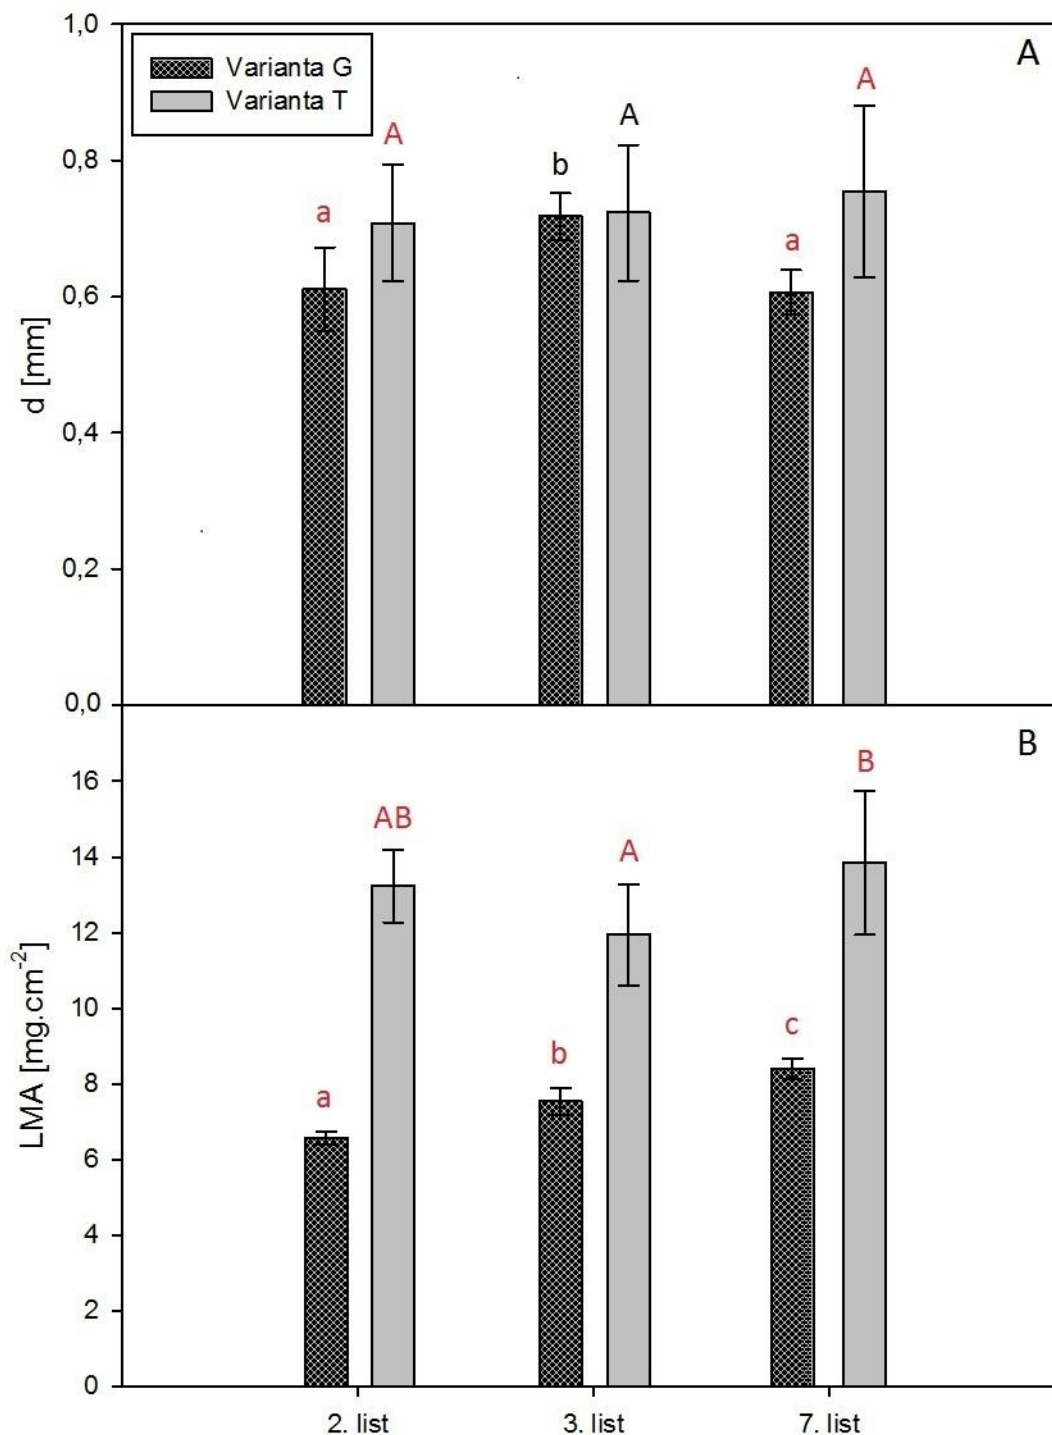 1,0
A
Varianta G
Varianta T
A
A
A
0,8
b
a
a
0,6
d [mm]
0,4
0,2
0,0
B
16
B
AB
A
14
12
LMA [mg.cm-2]
10
c
b
8
a
6
4
2
0
2. list
3. list
7. list